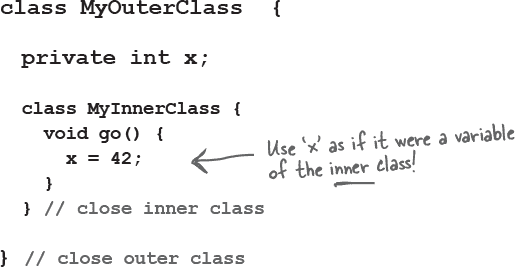 class MyOuterClass {
private int x;
class MyInnerClass {
void go() {
x = 42;
}
} // close inner class
} // close outer class
Use 'x' as if it were a variable
of the inner class!